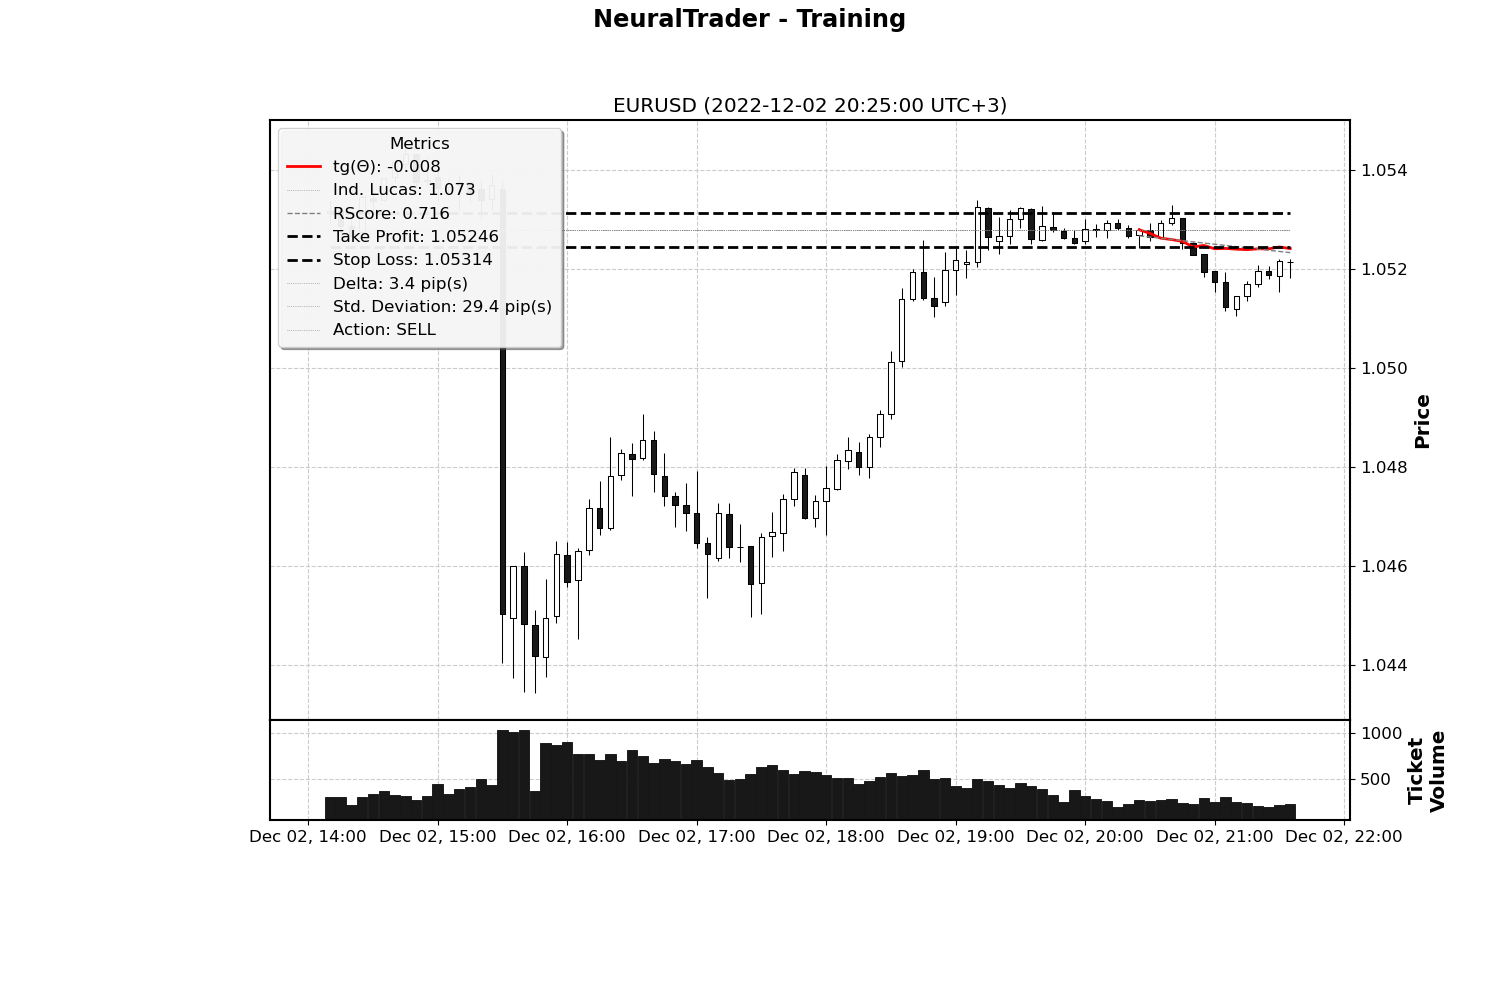 NeuralTrader - Training
EURUSD (2022-12-02 20:25:00 UTC+3)
Metrics
tg(Θ): -0.008
Ind. Lucas: 1.073
RScore: 0.716
Take Profit: 1.05246
Stop Loss: 1.05314
Delta: 3.4 pip(s)
Std. Deviation: 29.4 pip(s)
Action: SELL
1.054
1.052
1.050
1.048
1.046
1.044
Price
1000
500
Ticket
Volume
Dec 02, 14:00
Dec 02, 15:00
Dec 02, 16:00
Dec 02, 17:00
Dec 02, 18:00
Dec 02, 19:00
Dec 02, 20:00
Dec 02, 21:00
Dec 02, 22:00